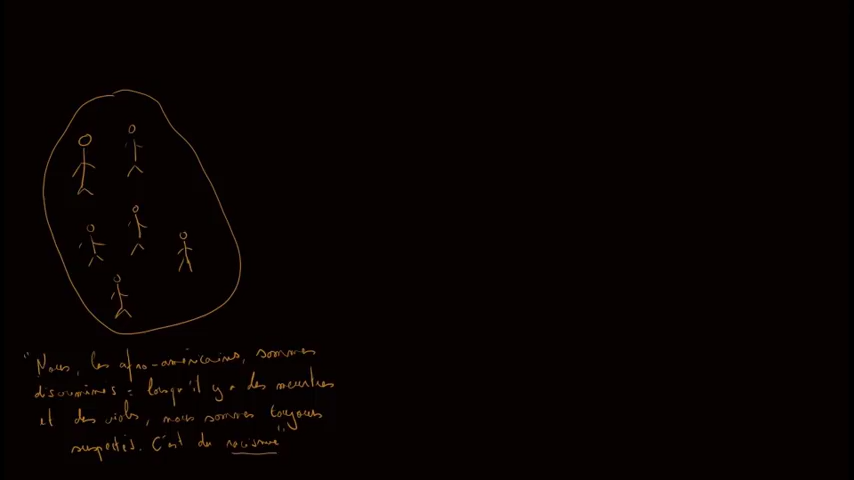 "Nous, les afro-américains, sommes
discriminés : lorsqu'il y a des meurtres
et des viols, nous sommes toujours
suspectés. C'est du racisme"